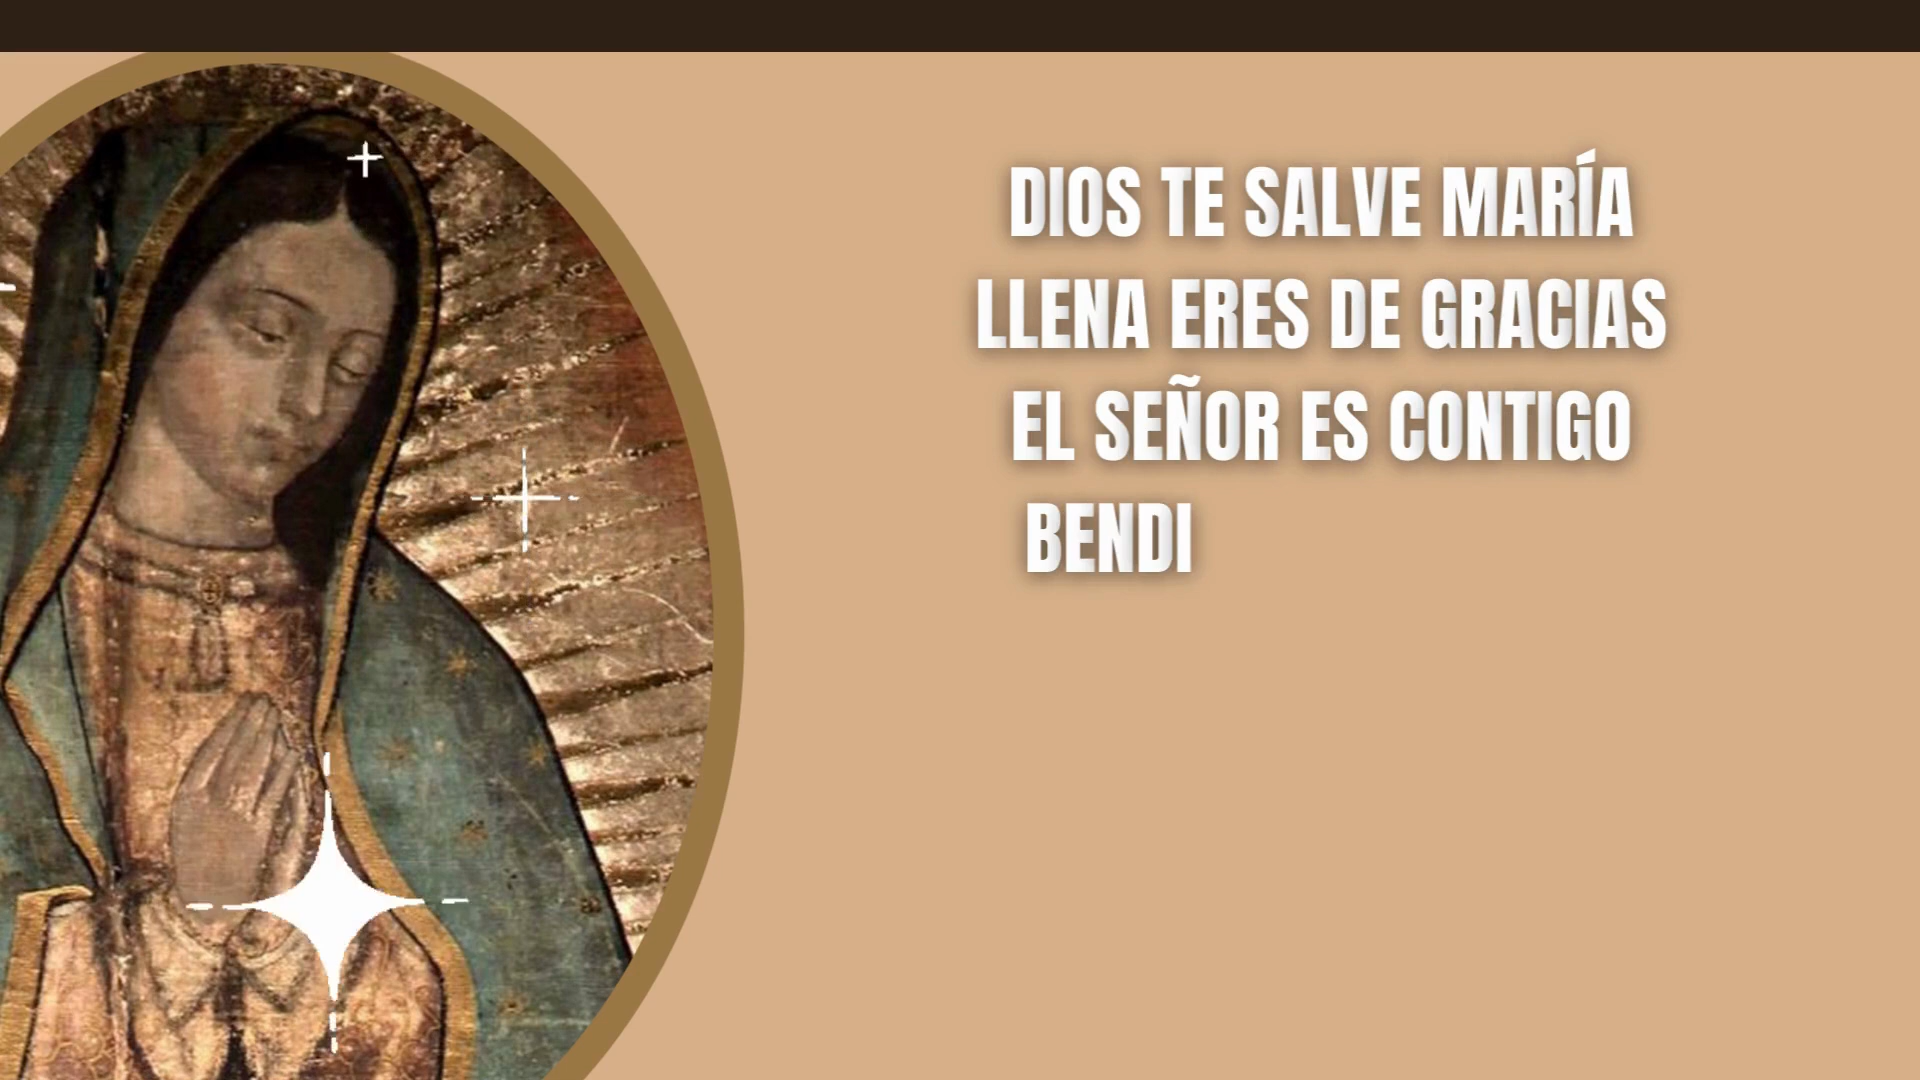 DIOS TE SALVE MARÍA
LLENA ERES DE GRACIAS
EL SEÑOR ES CONTIGO
BENDI